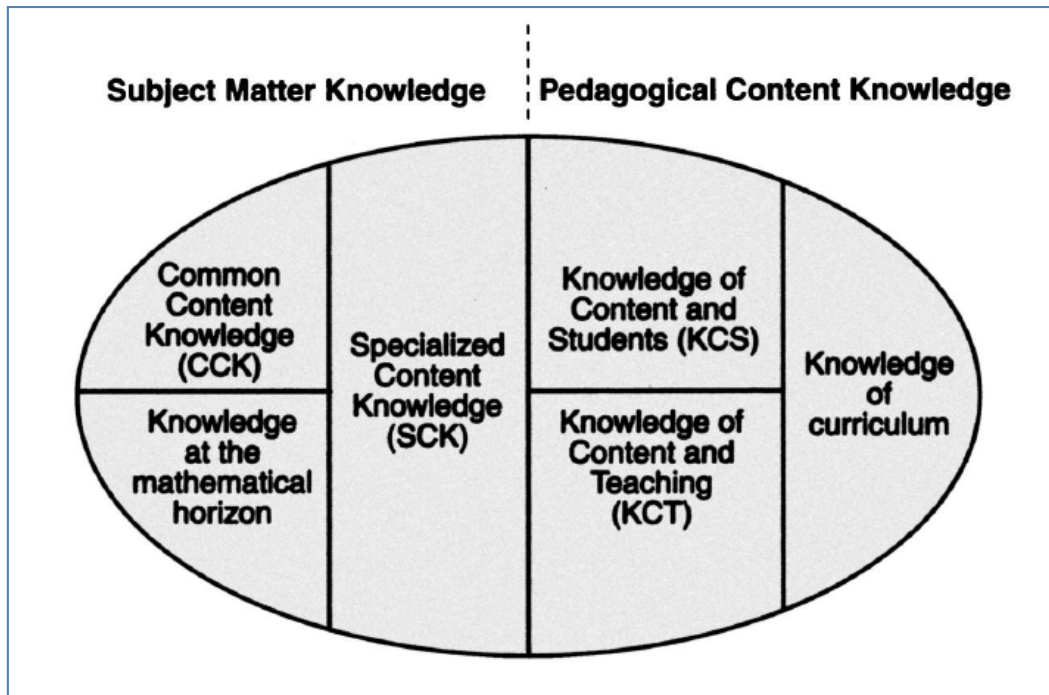 Subject Matter Knowledge
Pedagogical Content Knowledge
Common
Content
Knowledge
(CCK)
Knowledge
at the
mathematical
horizon
Specialized
Content
Knowledge
(SCK)
Knowledge of
Content and
Students (KCS)
Knowledge of
Content and
Teaching
(KCT)
Knowledge
of
curriculum